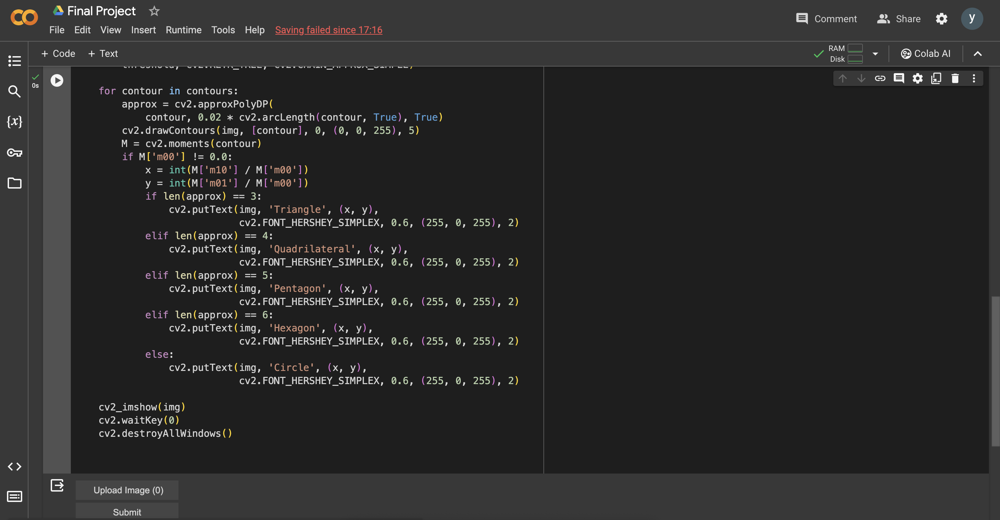 Final Project
Comment
Share
y
File Edit View Insert Runtime Tools Help Saving failed since 17:16
+ Code + Text
RAM
Disk
Colab AI
threshold, cv2.RETR_TREE, cv2.CHAIN_APPROX_SIMPLE)
0s
{x}
for contour in contours:
    approx = cv2.approxPolyDP(
        contour, 0.02 * cv2.arcLength(contour, True), True)
    cv2.drawContours(img, [contour], 0, (0, 0, 255), 5)
    M = cv2.moments(contour)
    if M['m00'] != 0.0:
        x = int(M['m10'] / M['m00'])
        y = int(M['m01'] / M['m00'])
        if len(approx) == 3:
            cv2.putText(img, 'Triangle', (x, y),
                        cv2.FONT_HERSHEY_SIMPLEX, 0.6, (255, 0, 255), 2)
        elif len(approx) == 4:
            cv2.putText(img, 'Quadrilateral', (x, y),
                        cv2.FONT_HERSHEY_SIMPLEX, 0.6, (255, 0, 255), 2)
        elif len(approx) == 5:
            cv2.putText(img, 'Pentagon', (x, y),
                        cv2.FONT_HERSHEY_SIMPLEX, 0.6, (255, 0, 255), 2)
        elif len(approx) == 6:
            cv2.putText(img, 'Hexagon', (x, y),
                        cv2.FONT_HERSHEY_SIMPLEX, 0.6, (255, 0, 255), 2)
        else:
            cv2.putText(img, 'Circle', (x, y),
                        cv2.FONT_HERSHEY_SIMPLEX, 0.6, (255, 0, 255), 2)
cv2_imshow(img)
cv2.waitKey(0)
cv2.destroyAllWindows()
Upload Image (0)
Submit